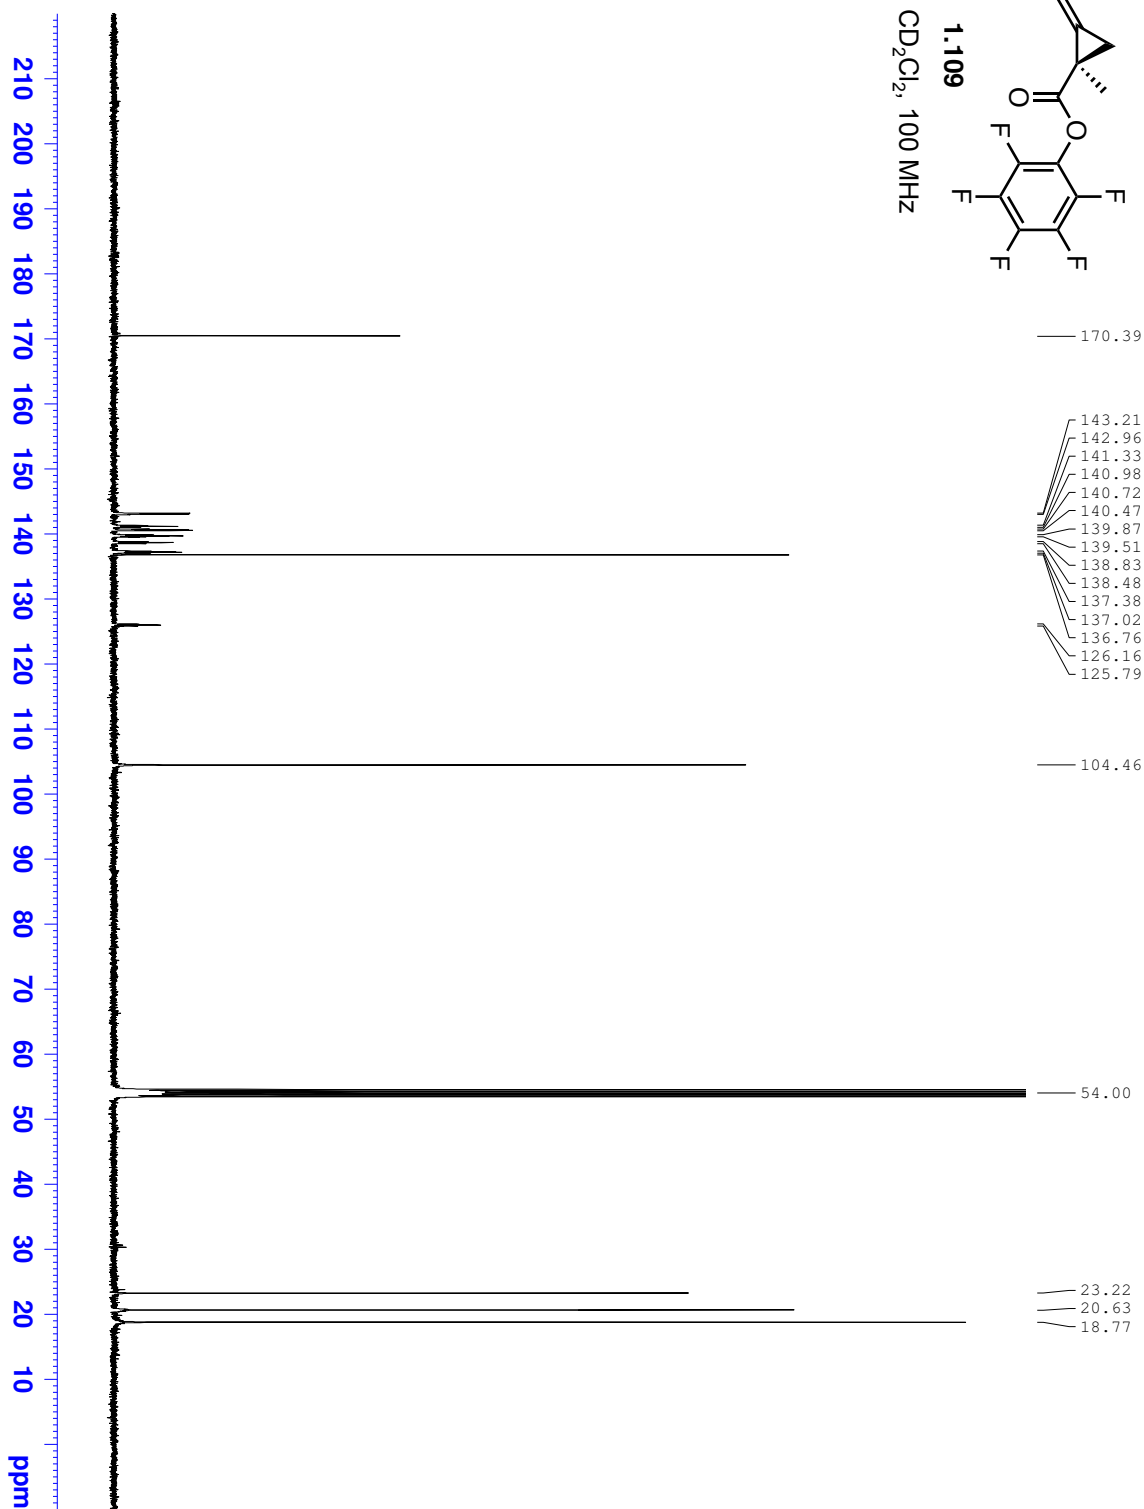 O
O
F
F
F
F
F
1.109
CD2Cl2, 100 MHz
170.39
143.21
142.96
141.33
140.98
140.72
140.47
139.87
139.51
138.83
138.48
137.38
137.02
136.76
126.16
125.79
104.46
54.00
23.22
20.63
18.77
210 200 190 180 170 160 150 140 130 120 110 100 90 80 70 60 50 40 30 20 10 ppm